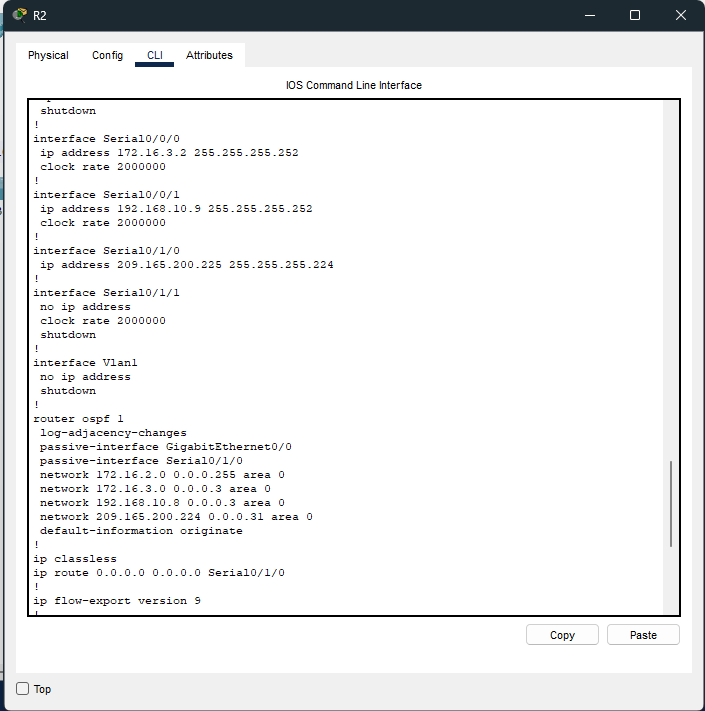 R2
Physical Config CLI Attributes
IOS Command Line Interface
shutdown
!
interface Serial0/0/0
ip address 172.16.3.2 255.255.255.252
clock rate 2000000
!
interface Serial0/0/1
ip address 192.168.10.9 255.255.255.252
clock rate 2000000
!
interface Serial0/1/0
ip address 209.165.200.225 255.255.255.224
!
interface Serial0/1/1
no ip address
clock rate 2000000
shutdown
!
interface Vlan1
no ip address
shutdown
!
router ospf 1
log-adjacency-changes
passive-interface GigabitEthernet0/0
passive-interface Serial0/1/0
network 172.16.2.0 0.0.0.255 area 0
network 172.16.3.0 0.0.0.3 area 0
network 192.168.10.8 0.0.0.3 area 0
network 209.165.200.224 0.0.0.31 area 0
default-information originate
!
ip classless
ip route 0.0.0.0 0.0.0.0 Serial0/1/0
!
ip flow-export version 9
Copy Paste
Top